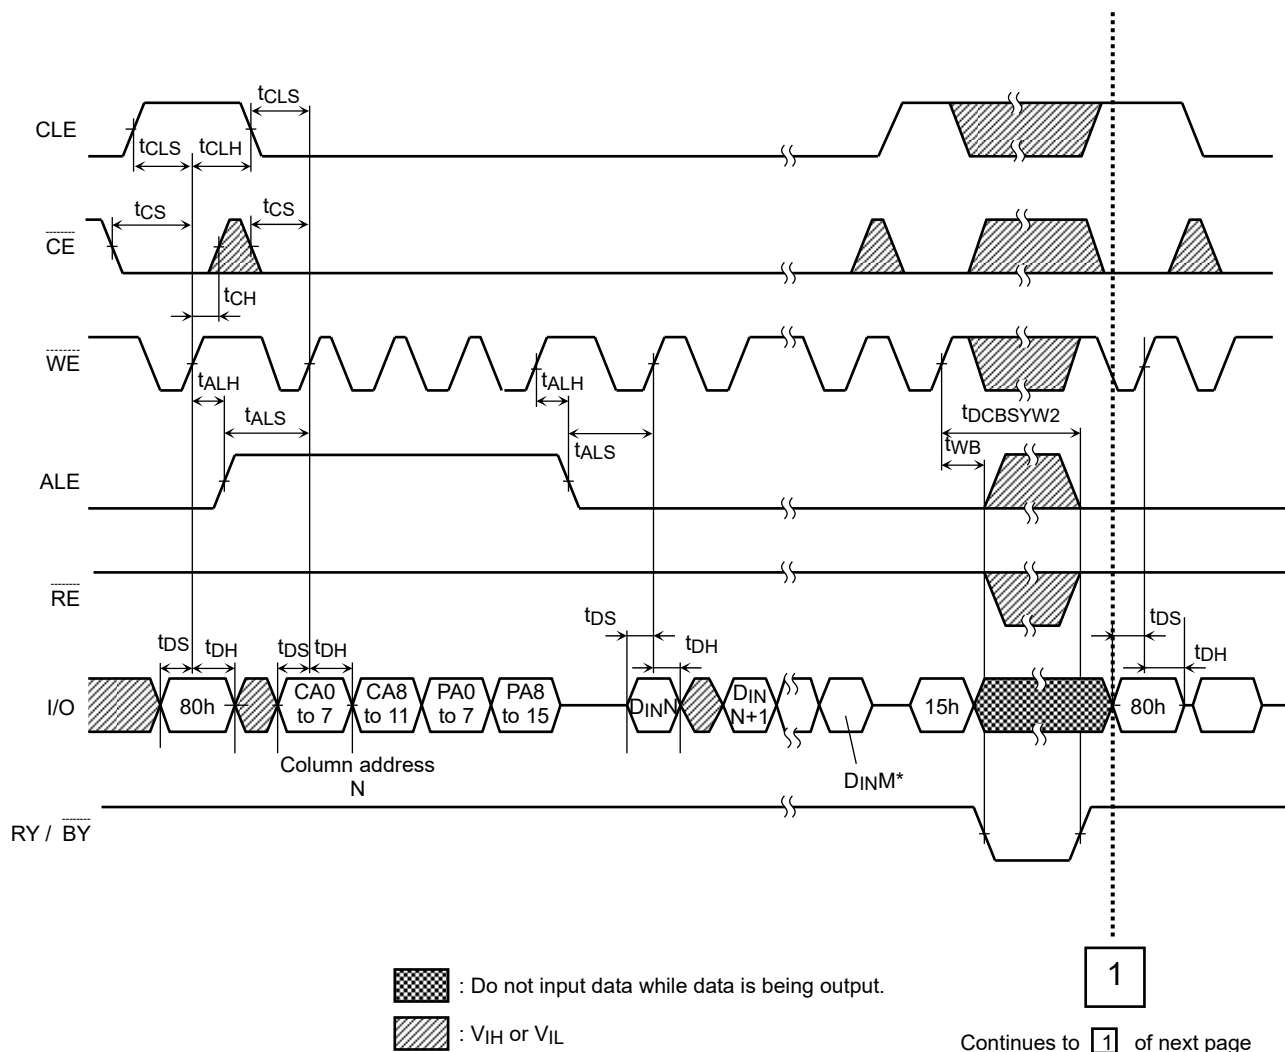 tCLS
CLE
tCLS tCLH
tCS tCS
CE
tCH
WE
tALH tALH
tALS tALS
tDCBSYW2
tWB
ALE
RE
tDS tDH tDS tDH tDS tDH tDS tDH
I/O
80h
CA0 to 7
CA8 to 11
PA0 to 7
PA8 to 15
DINN
DIN N+1
15h
80h
Column address
N
DINM*
RY / BY
1
: Do not input data while data is being output.
: VIH or VIL
Continues to 1 of next page